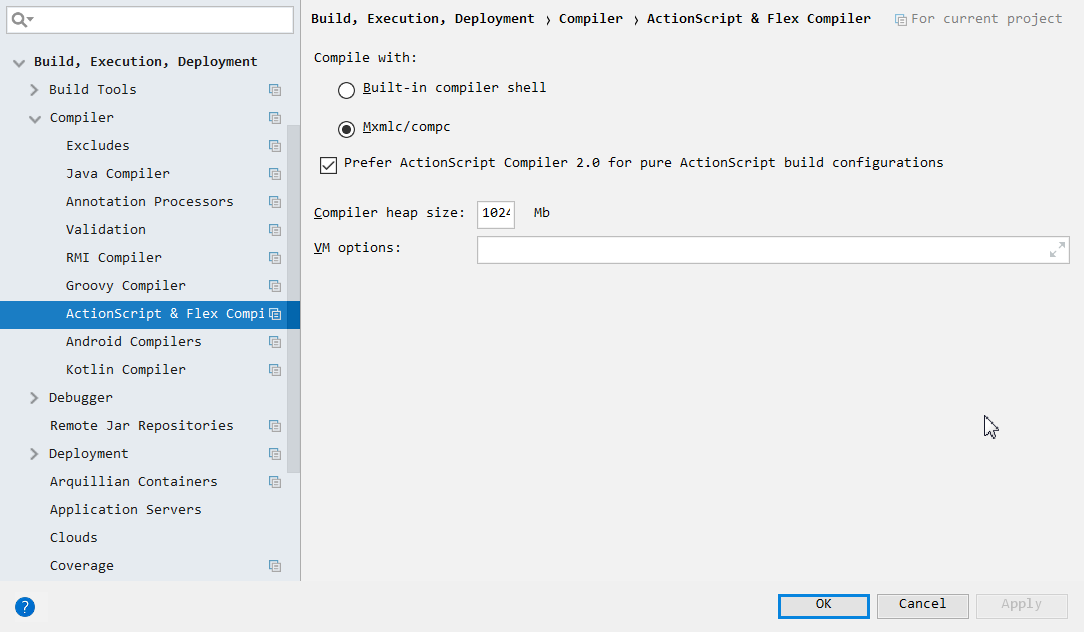 Build, Execution, Deployment
Build Tools
Compiler
Excludes
Java Compiler
Annotation Processors
Validation
RMI Compiler
Groovy Compiler
ActionScript & Flex Compi
Android Compilers
Kotlin Compiler
Debugger
Remote Jar Repositories
Deployment
Arquillian Containers
Application Servers
Clouds
Coverage
?
Build, Execution, Deployment › Compiler › ActionScript & Flex Compiler For current project
Compile with:
Built-in compiler shell
Mxmlc/compc
Prefer ActionScript Compiler 2.0 for pure ActionScript build configurations
Compiler heap size: 1024 Mb
VM options:
OK Cancel Apply